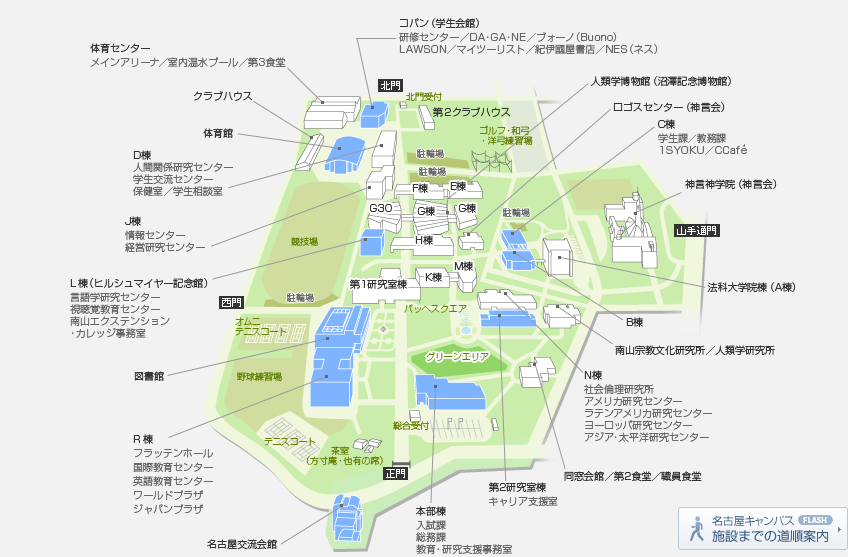 コパン（学生会館）
研修センター／DA・GA・NE／ブォーノ（Buono）
LAWSON／マイツーリスト／紀伊國屋書店／NES（ネス）
体育センター
メインアリーナ／室内温水プール／第3食堂
北門
北門受付
クラブハウス
第2クラブハウス
人類学博物館（沼澤記念博物館）
ロゴスセンター（神言会）
体育館
ゴルフ・和弓
・洋弓練習場
C棟
学生課／教務課
1SYOKU／CCafé
D棟
人間関係研究センター
学生交流センター
保健室／学生相談室
駐輪場
駐輪場
神言神学院（神言会）
F棟
E棟
G30
G棟
G棟
駐輪場
J棟
情報センター
経営研究センター
競技場
H棟
山手通門
L棟（ヒルシュマイヤー記念館）
言語学研究センター
視聴覚教育センター
南山エクステンション
・カレッジ事務室
M棟
K棟
第1研究室棟
法科大学院棟（A棟）
西門
駐輪場
パッヘスクエア
オムニ
テニスコート
B棟
南山宗教文化研究所／人類学研究所
グリーンエリア
図書館
野球練習場
N棟
社会倫理研究所
アメリカ研究センター
ラテンアメリカ研究センター
ヨーロッパ研究センター
アジア・太平洋研究センター
総合受付
R棟
フラッテンホール
国際教育センター
英語教育センター
ワールドプラザ
ジャパンプラザ
テニスコート
茶室
（方寸庵・也有の席）
正門
同窓会館／第2食堂／職員食堂
第2研究室棟
キャリア支援室
本部棟
入試課
総務課
教育・研究支援事務室
名古屋交流会館
名古屋キャンパス FLASH
施設までの道順案内